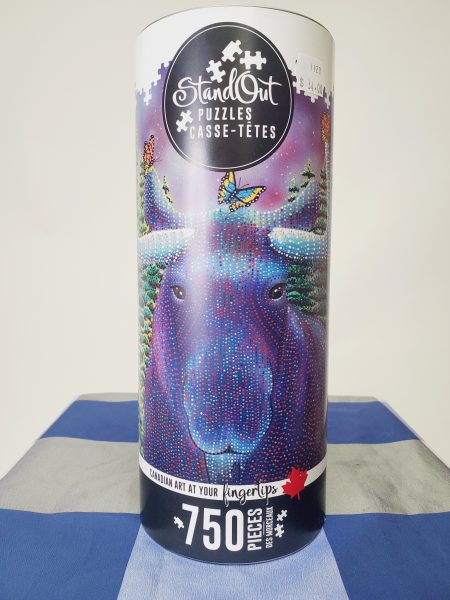 StandOut
PUZZLES
CASSE-TÊTES
CANADIAN ART AT YOUR fingertips
750 PIECES
DES MORCEAUX